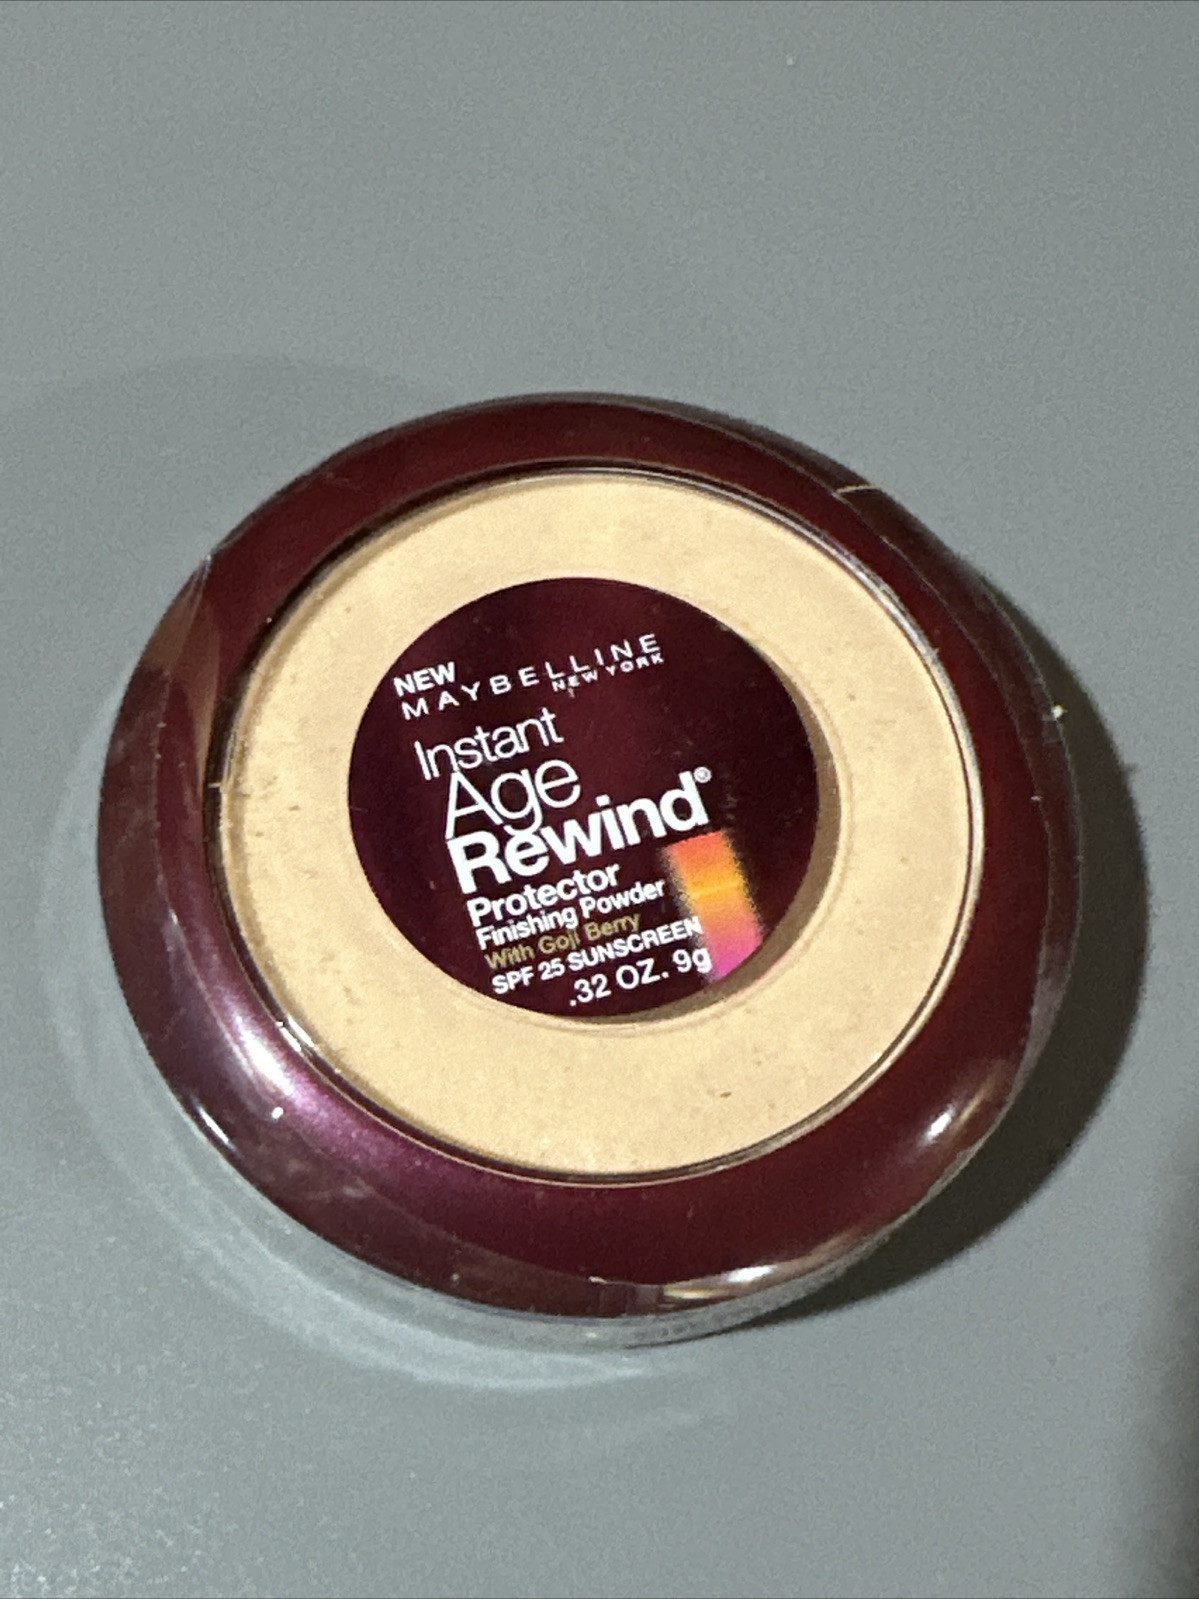 NEW
MAYBELLINE
NEW YORK
Instant
Age
Rewind®
Protector
Finishing Powder
With Goji Berry
SPF 25 SUNSCREEN
.32 OZ. 9g